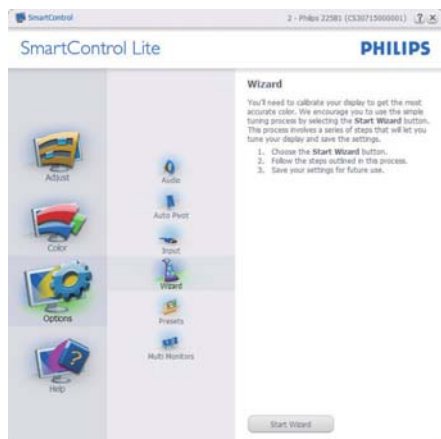 SmartControl
2 - Philips 225B1 (CS30715000001)
SmartControl Lite
PHILIPS
Adjust
Color
Options
Help
Audio
Auto Pivot
Input
Wizard
Presets
Multi Monitors
Wizard
You'll need to calibrate your display to get the most
accurate color. We encourage you to use the simple
tuning process by selecting the Start Wizard button.
This process involves a series of steps that will let you
tune your display and save the settings.
1. Choose the Start Wizard button.
2. Follow the steps outlined in this process.
3. Save your settings for future use.
Start Wizard